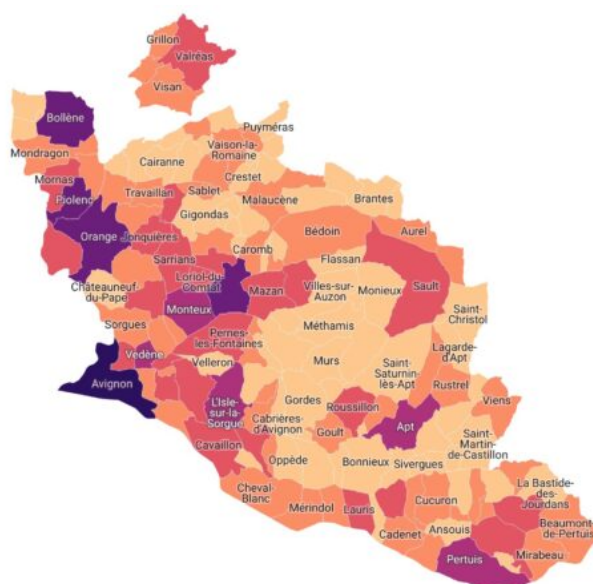 Grillon
Valréas
Visan
Bollène
Puyméras
Mondragon
Vaison-la-
Romaine
Cairanne
Crestet
Mornas
Travaillan
Sablet
Malaucène
Brantes
Piolenc
Gigondas
Orange
Jonquières
Bédoin
Aurel
Caromb
Sarrians
Flassan
Loriol-du-
Comtat
Mazan
Villes-sur-
Auzon
Monieux
Sault
Châteauneuf-
du-Pape
Monteux
Saint-
Christol
Sorgues
Pernes-
les-Fontaines
Méthamis
Vedène
Velleron
Murs
Saint-
Saturnin
lès-Apt
Lagarde-
d'Apt
Rustrel
Avignon
L'Isle-
sur-la-
Sorgue
Gordes
Roussillon
Viens
Cabrières-
d'Avignon
Goult
Apt
Cavaillon
Saint-
Martin-
de-Castillon
Oppède
Bonnieux
Sivergues
Cheval-
Blanc
Mérindol
Lauris
Cucuron
La Bastide-
des-
Jourdans
Cadenet
Ansouis
Beaumont-
de-Pertuis
Pertuis
Mirabeau